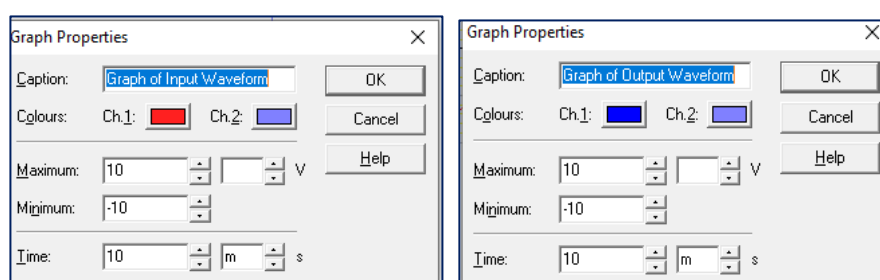 Graph Properties
Caption: Graph of Input Waveform OK
Colours: Ch.1: Ch.2: Cancel
Maximum: 10 V Help
Minimum: -10
Time: 10 m s
Graph Properties
Caption: Graph of Output Waveform OK
Colours: Ch.1: Ch.2: Cancel
Maximum: 10 V Help
Minimum: -10
Time: 10 m s